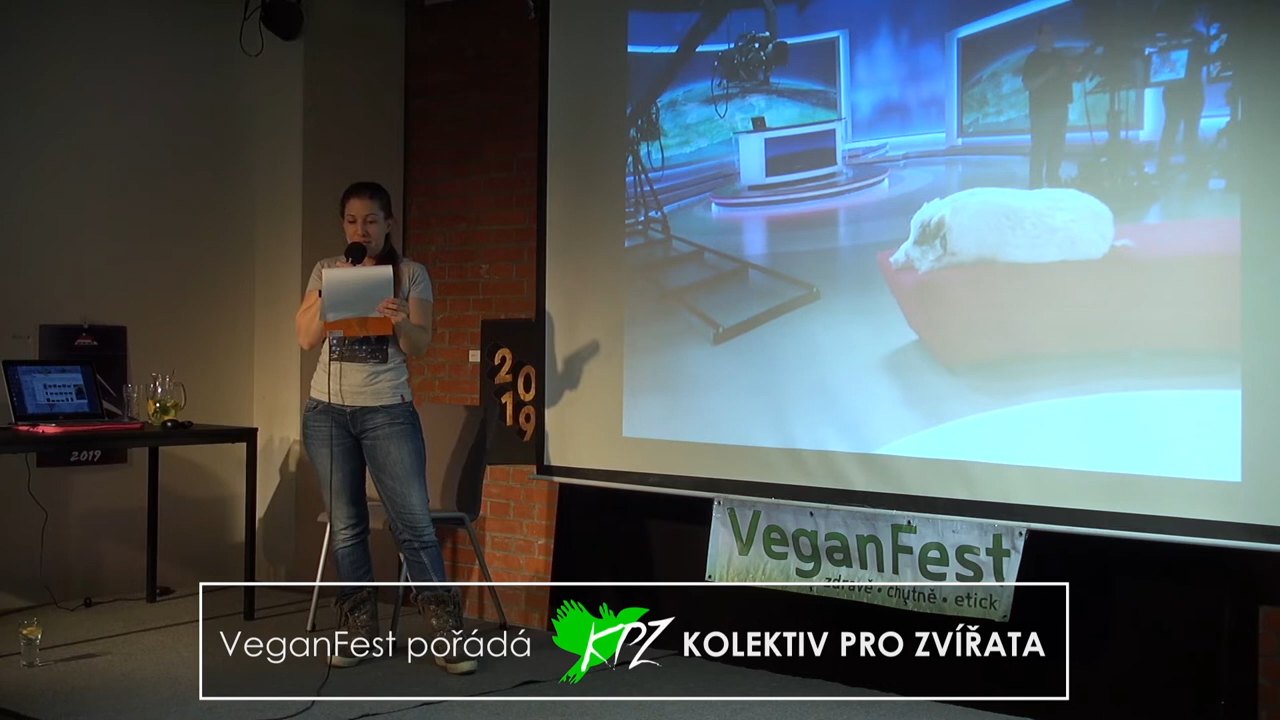 2019
2019
VeganFest
zdravě • chutně • etick
VeganFest pořádá KPZ KOLEKTIV PRO ZVÍŘATA